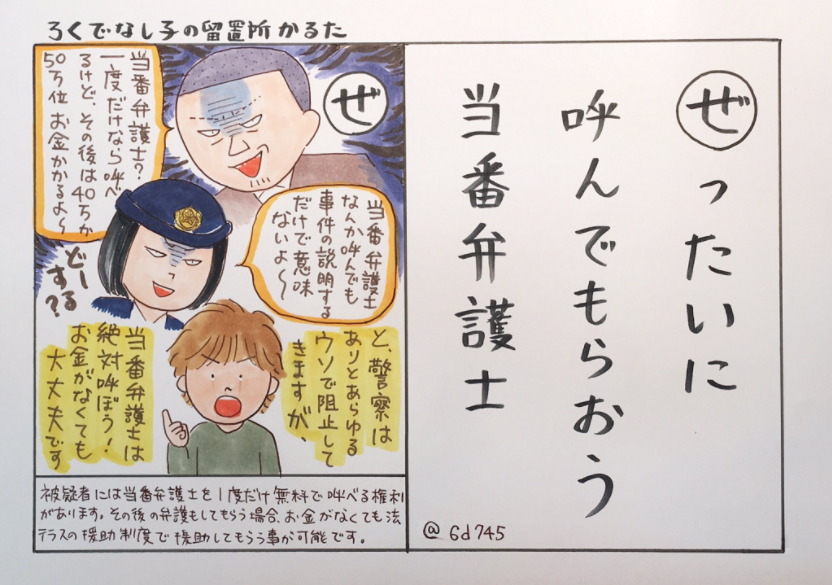 ろくでなし子の留置所かるた
ぜ
当番弁護士?
一度だけなら呼べ
るけど、その後は40万か
50万位お金かかるよ〜
当番弁護士
なんか呼んでも
事件の説明する
だけで意味
ないよ〜
どーする?
と、警察は
ありとあらゆる
ウソで阻止して
きますが、
当番弁護士は
絶対呼ぼう!
お金がなくても
大丈夫です
被疑者には当番弁護士を1度だけ無料で呼べる権利
があります。その後の弁護もしてもらう場合、お金がなくても法
テラスの援助制度で援助してもらう事が可能です。
ぜったいに
呼んでもらおう
当番弁護士
@6d745